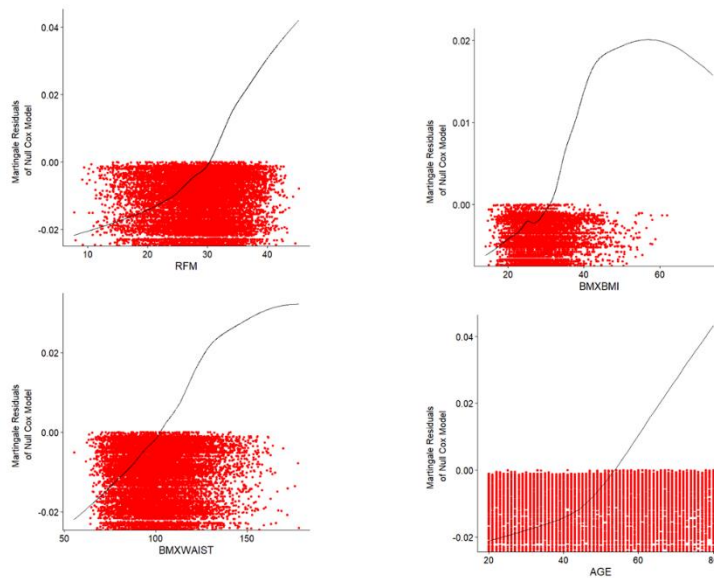 Martingale Residuals
of Null Cox Model
0.04
0.02
0.00
-0.02
10
20
30
40
RFM
Martingale Residuals
of Null Cox Model
0.02
0.01
0.00
20
40
60
BMXBMI
Martingale Residuals
of Null Cox Model
0.02
0.00
-0.02
50
100
150
BMXWAIST
Martingale Residuals
of Null Cox Model
0.04
0.02
0.00
-0.02
20
40
60
AGE